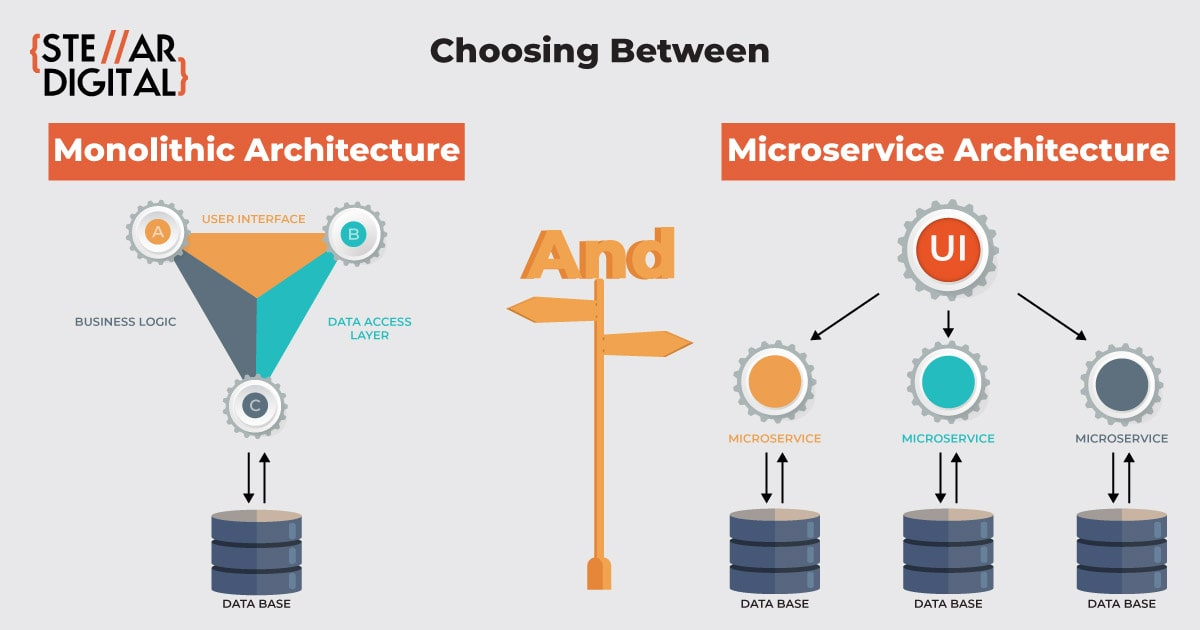 {STE//AR
DIGITAL}
Choosing Between
Monolithic Architecture
A
USER INTERFACE
B
BUSINESS LOGIC
DATA ACCESS
LAYER
C
DATA BASE
And
Microservice Architecture
UI
MICROSERVICE
MICROSERVICE
MICROSERVICE
DATA BASE
DATA BASE
DATA BASE